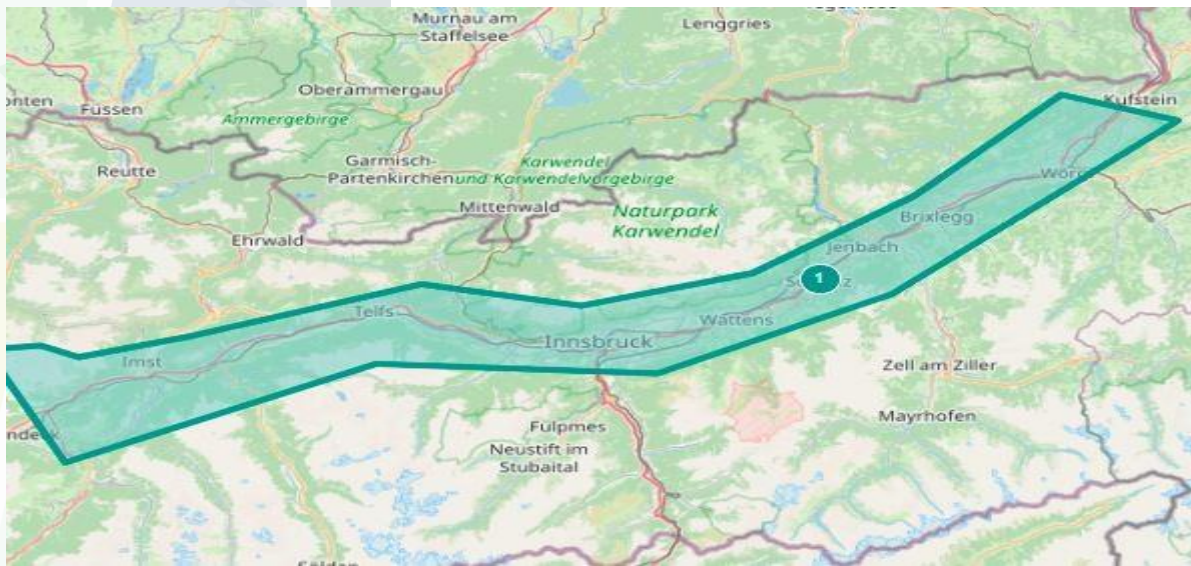 Murnau am
Staffelsee
Lenggries
Oberammergau
Füssen
Ammergebirge
Kufstein
Reutte
Garmisch-
Partenkirchen
Karwendel
und Karwendelvorgebirge
Mittenwald
Naturpark
Karwendel
Brixlegg
Ehrwald
Jenbach
1
Telfs
Wattens
Innsbruck
Imst
Zell am Ziller
Mayrhofen
Fulpmes
Neustift im
Stubaital